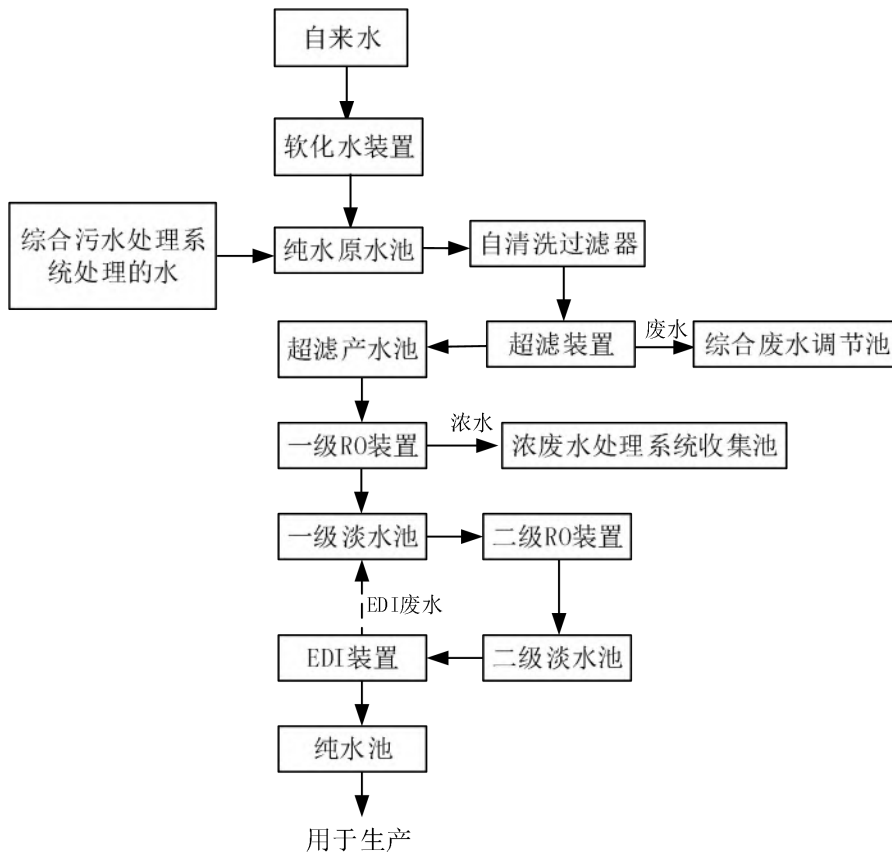 自来水
软化水装置
综合污水处理系
统处理的水
纯水原水池
自清洗过滤器
超滤产水池
超滤装置
废水
综合废水调节池
一级RO装置
浓水
浓废水处理系统收集池
一级淡水池
二级RO装置
EDI废水
EDI装置
二级淡水池
纯水池
用于生产